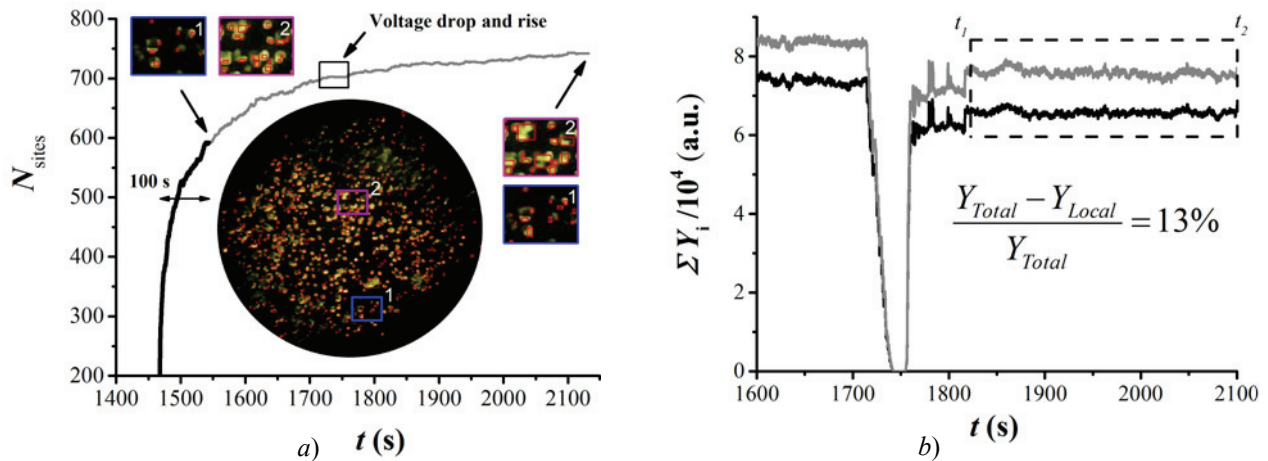 Voltage drop and rise
1
2
100 s
2
1
2
1
N_sites
800
700
600
500
400
300
200
1400 1500 1600 1700 1800 1900 2000 2100
t (s)
a)
t_1
t_2
Y_Total − Y_Local
/ Y_Total = 13%
ΣY_i /10^4 (a.u.)
8
6
4
2
0
1600 1700 1800 1900 2000 2100
t (s)
b)